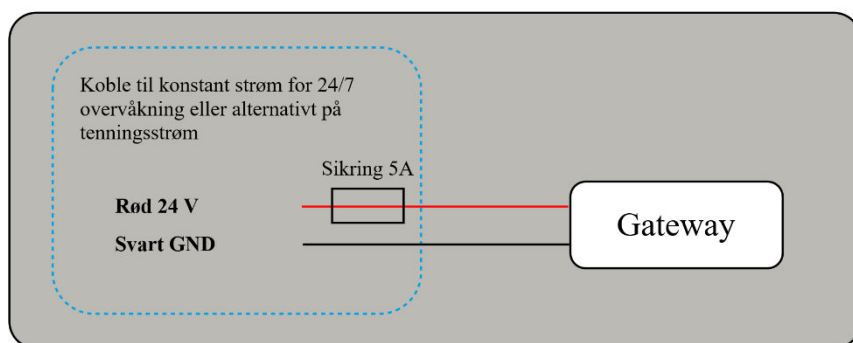 Koble til konstant strøm for 24/7
overvåkning eller alternativt på
tenningsstrøm
Sikring 5A
Rød 24 V
Svart GND
Gateway